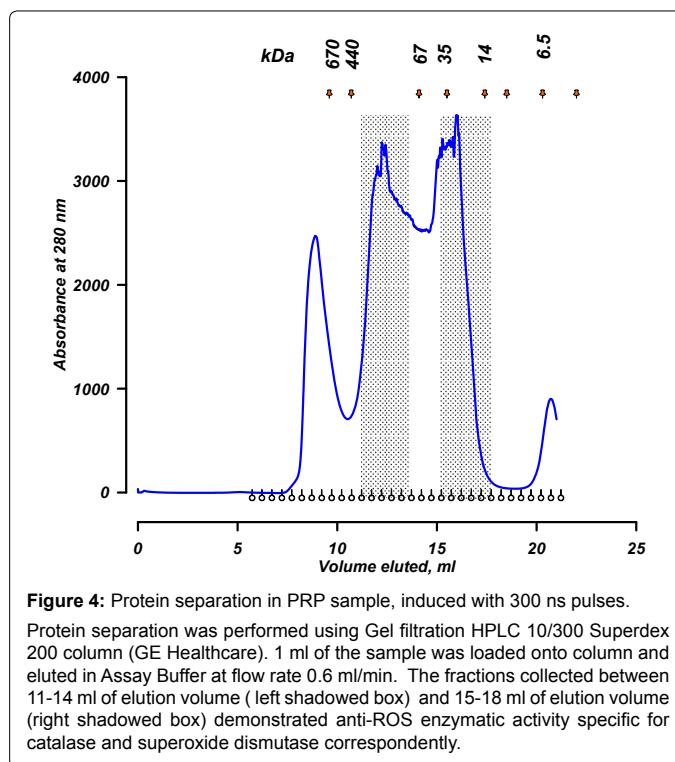 kDa 670 440 67 35 14 6.5
4000
3000
2000
1000
0
Absorbance at 280 nm
0 5 10 15 20 25
Volume eluted, ml
Figure 4: Protein separation in PRP sample, induced with 300 ns pulses.
Protein separation was performed using Gel filtration HPLC 10/300 Superdex
200 column (GE Healthcare). 1 ml of the sample was loaded onto column and
eluted in Assay Buffer at flow rate 0.6 ml/min. The fractions collected between
11-14 ml of elution volume ( left shadowed box) and 15-18 ml of elution volume
(right shadowed box) demonstrated anti-ROS enzymatic activity specific for
catalase and superoxide dismutase correspondently.